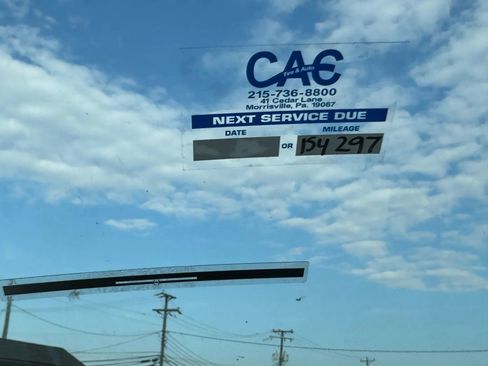 CAE
Tire & Auto
215-736-8800
41 Cedar Lane
Morrisville, Pa. 19067
NEXT SERVICE DUE
DATE MILEAGE
OR 154 297